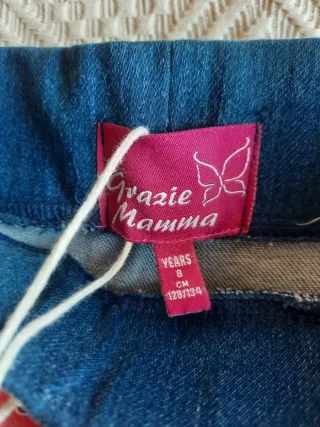 Grazie
Mamma
YEARS
8
CM
128/134